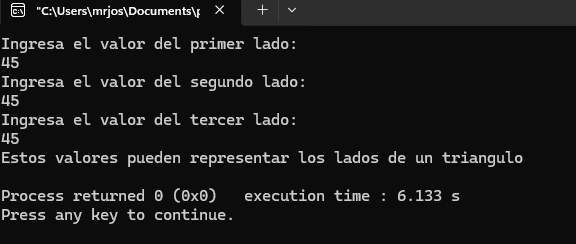 "C:\Users\mrjos\Documents\p
Ingresa el valor del primer lado:
45
Ingresa el valor del segundo lado:
45
Ingresa el valor del tercer lado:
45
Estos valores pueden representar los lados de un triangulo
Process returned 0 (0x0)   execution time : 6.133 s
Press any key to continue.